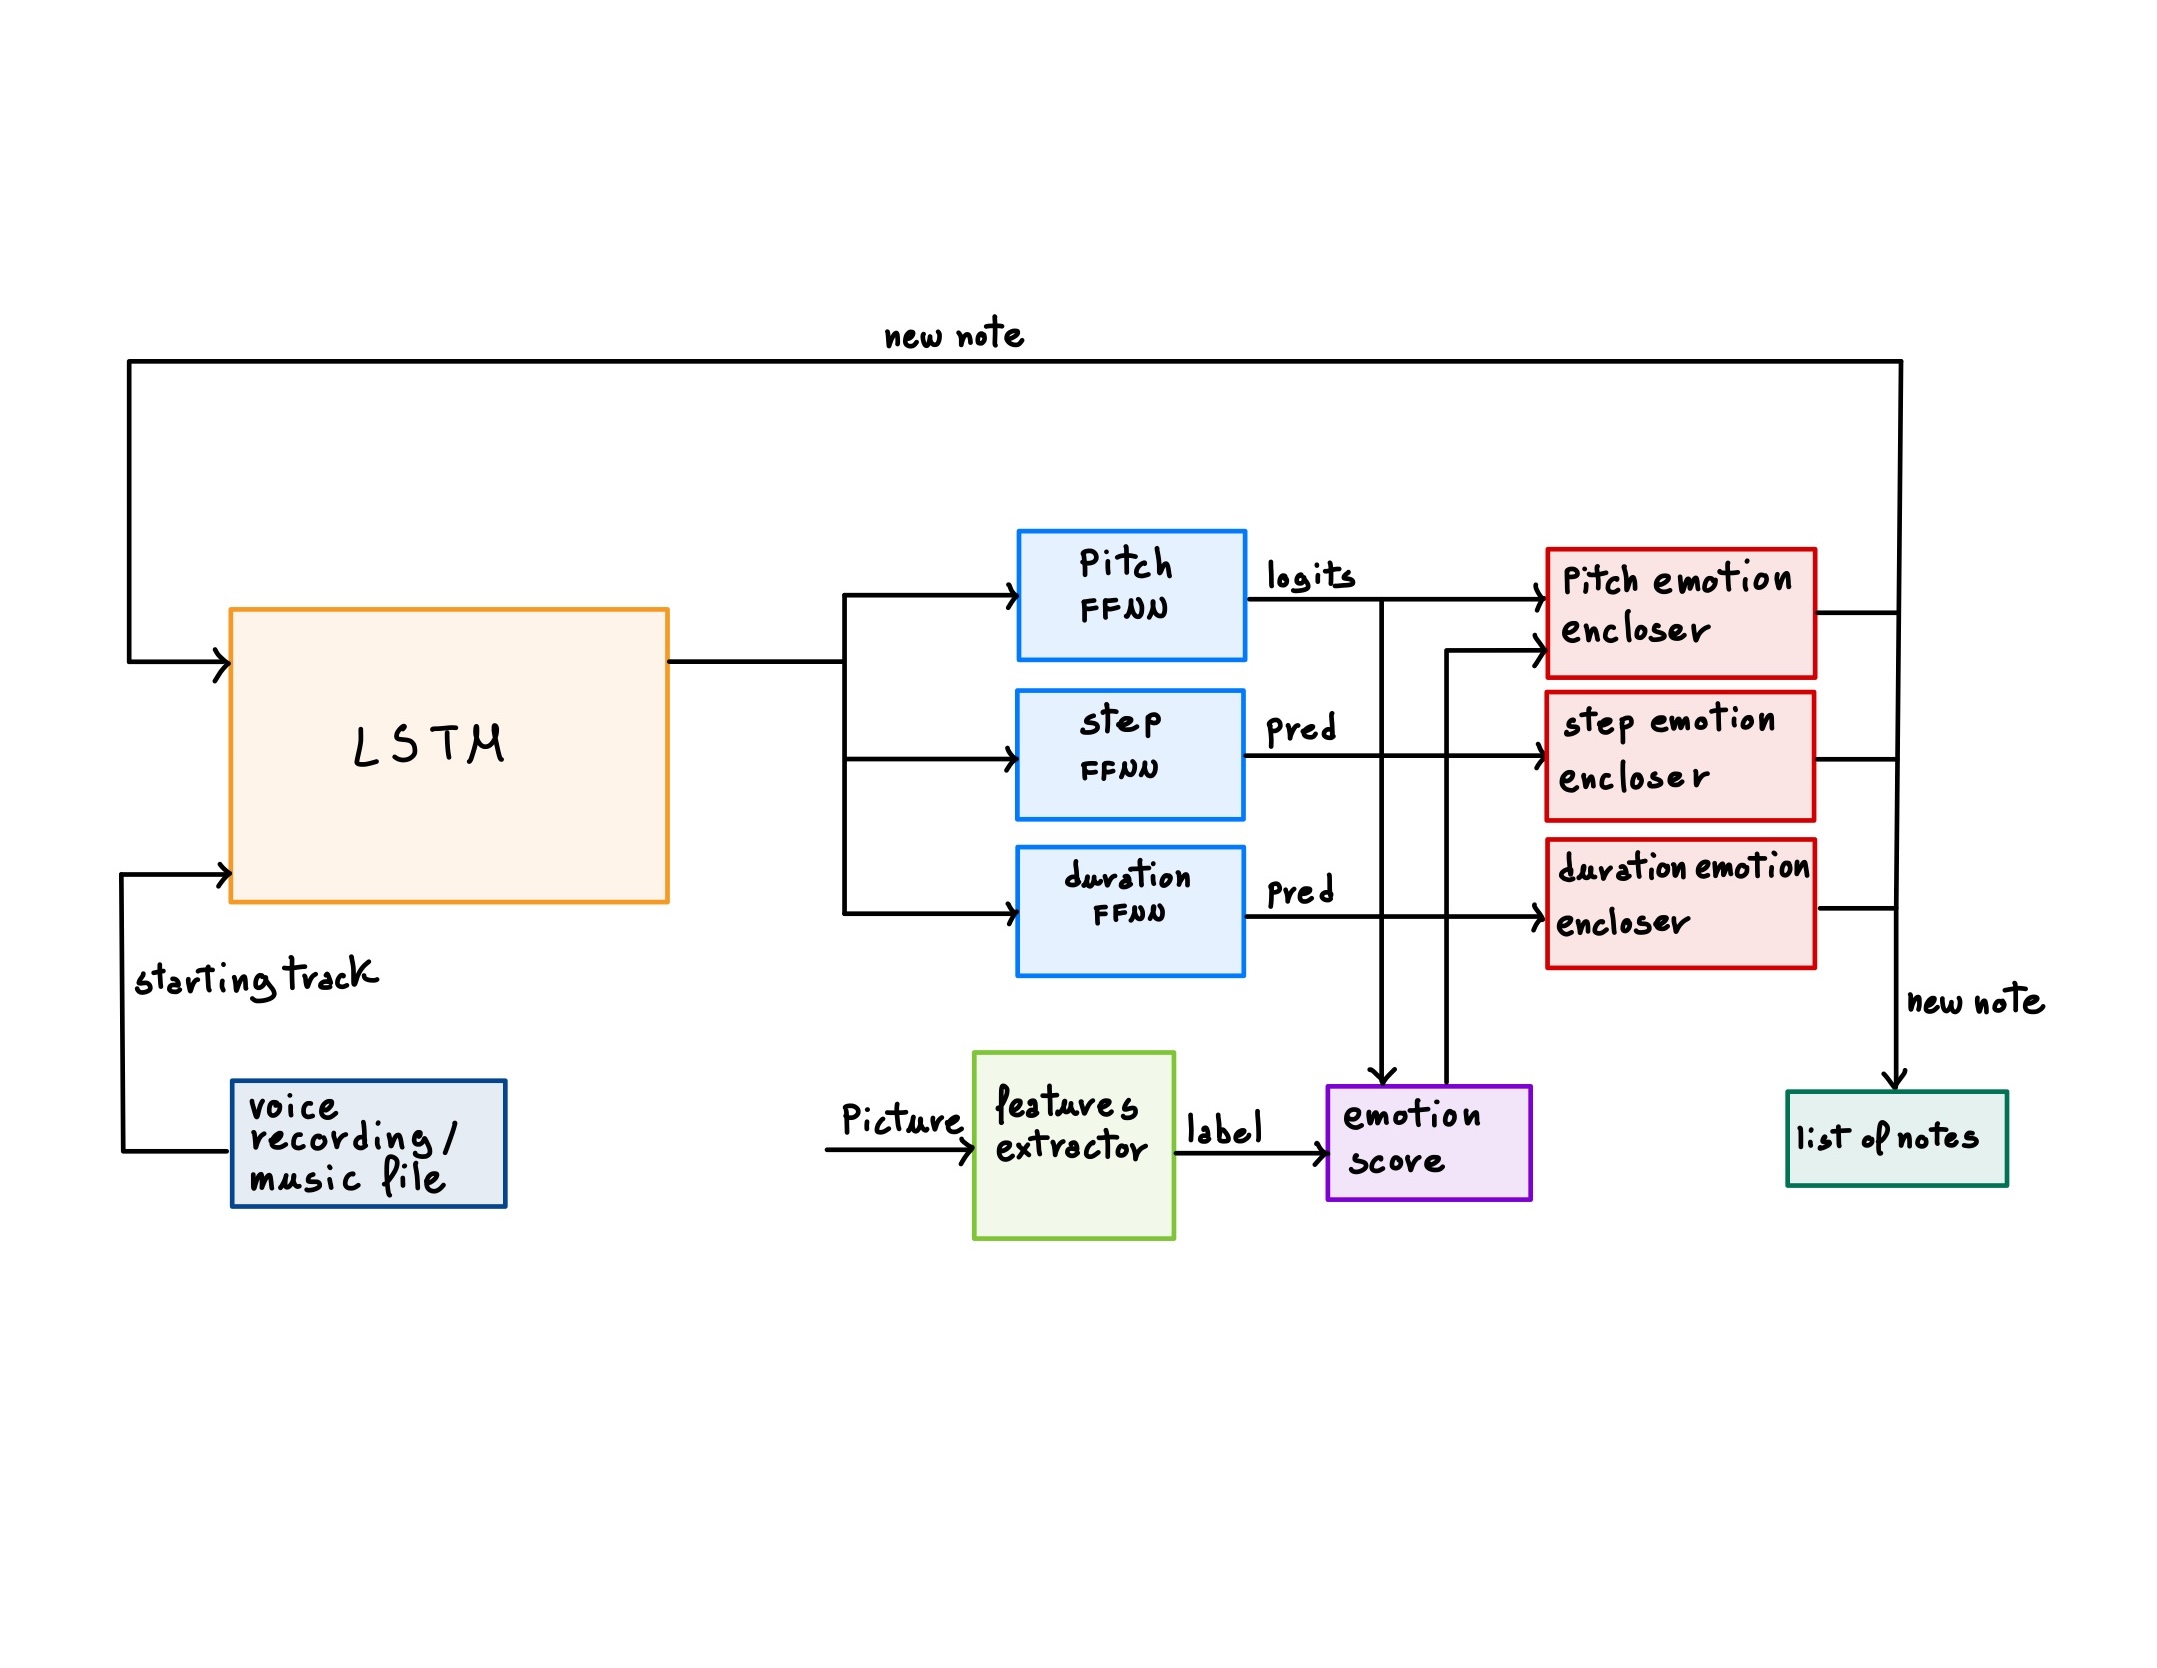 new note
Pitch
FFNN
logits
Pitch emotion
encloser
LSTM
step
FFNN
Pred
step emotion
encloser
duration
FFNN
Pred
duration emotion
encloser
starting track
new note
voice
recording/
music file
Picture
features
extractor
label
emotion
score
list of notes